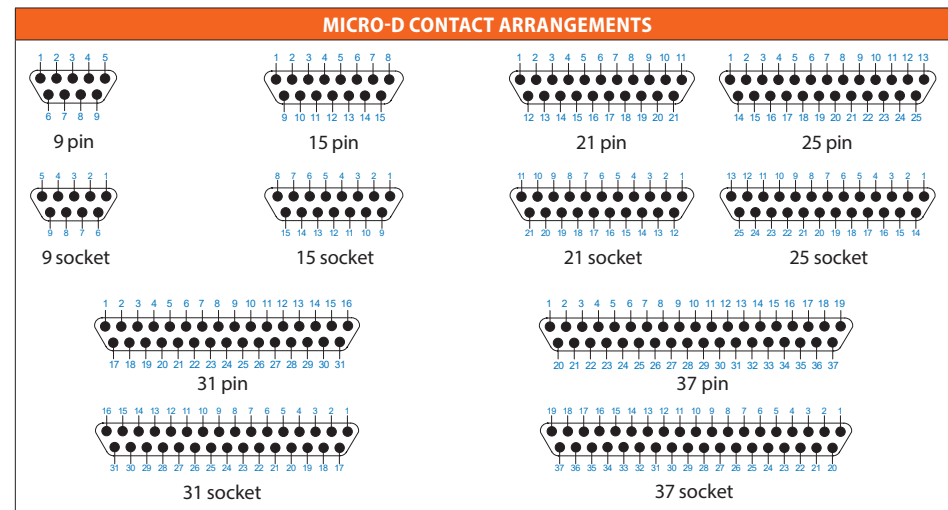 MICRO-D CONTACT ARRANGEMENTS
1 2 3 4 5
6 7 8 9
9 pin
1 2 3 4 5 6 7 8
9 10 11 12 13 14 15
15 pin
1 2 3 4 5 6 7 8 9 10 11
12 13 14 15 16 17 18 19 20 21
21 pin
1 2 3 4 5 6 7 8 9 10 11 12 13
14 15 16 17 18 19 20 21 22 23 24 25
25 pin
5 4 3 2 1
9 8 7 6
9 socket
8 7 6 5 4 3 2 1
15 14 13 12 11 10 9
15 socket
11 10 9 8 7 6 5 4 3 2 1
21 20 19 18 17 16 15 14 13 12
21 socket
13 12 11 10 9 8 7 6 5 4 3 2 1
25 24 23 22 21 20 19 18 17 16 15 14
25 socket
1 2 3 4 5 6 7 8 9 10 11 12 13 14 15 16
17 18 19 20 21 22 23 24 25 26 27 28 29 30 31
31 pin
1 2 3 4 5 6 7 8 9 10 11 12 13 14 15 16 17 18 19
20 21 22 23 24 25 26 27 28 29 30 31 32 33 34 35 36 37
37 pin
16 15 14 13 12 11 10 9 8 7 6 5 4 3 2 1
31 30 29 28 27 26 25 24 23 22 21 20 19 18 17
31 socket
19 18 17 16 15 14 13 12 11 10 9 8 7 6 5 4 3 2 1
37 36 35 34 33 32 31 30 29 28 27 26 25 24 23 22 21 20
37 socket